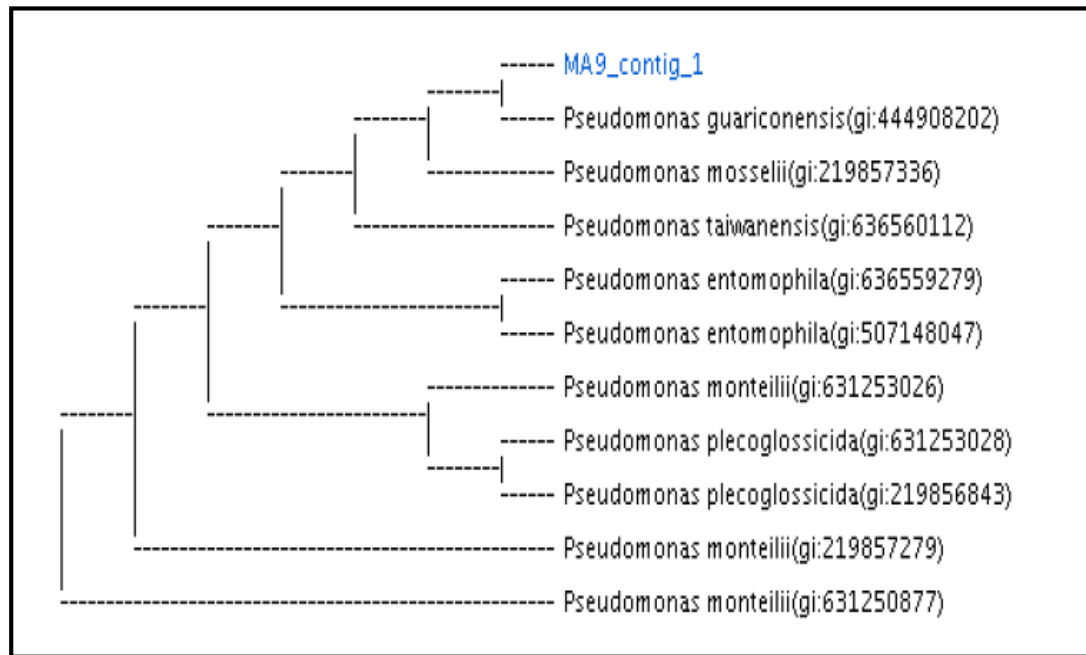 MA9_contig_1
Pseudomonas guariconensis(gi:444908202)
Pseudomonas mosselii(gi:219857336)
Pseudomonas taiwanensis(gi:636560112)
Pseudomonas entomophila(gi:636559279)
Pseudomonas entomophila(gi:507148047)
Pseudomonas monteilii(gi:631253026)
Pseudomonas plecoglossicida(gi:631253028)
Pseudomonas plecoglossicida(gi:219856843)
Pseudomonas monteilii(gi:219857279)
Pseudomonas monteilii(gi:631250877)